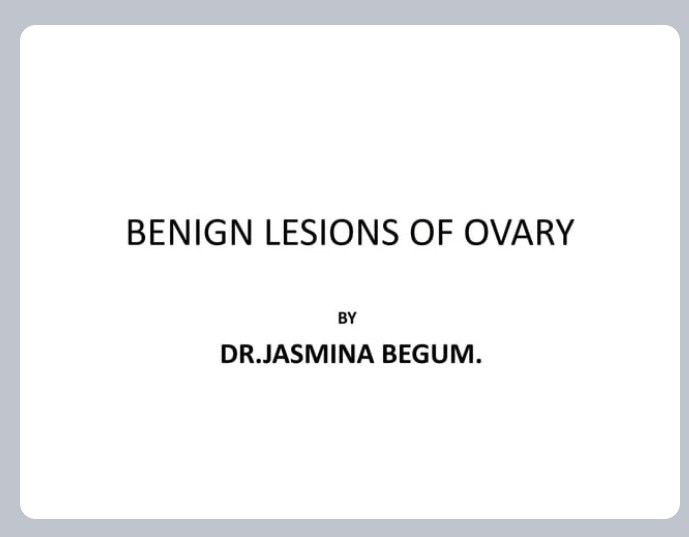 BENIGN LESIONS OF OVARY
BY
DR.JASMINA BEGUM.